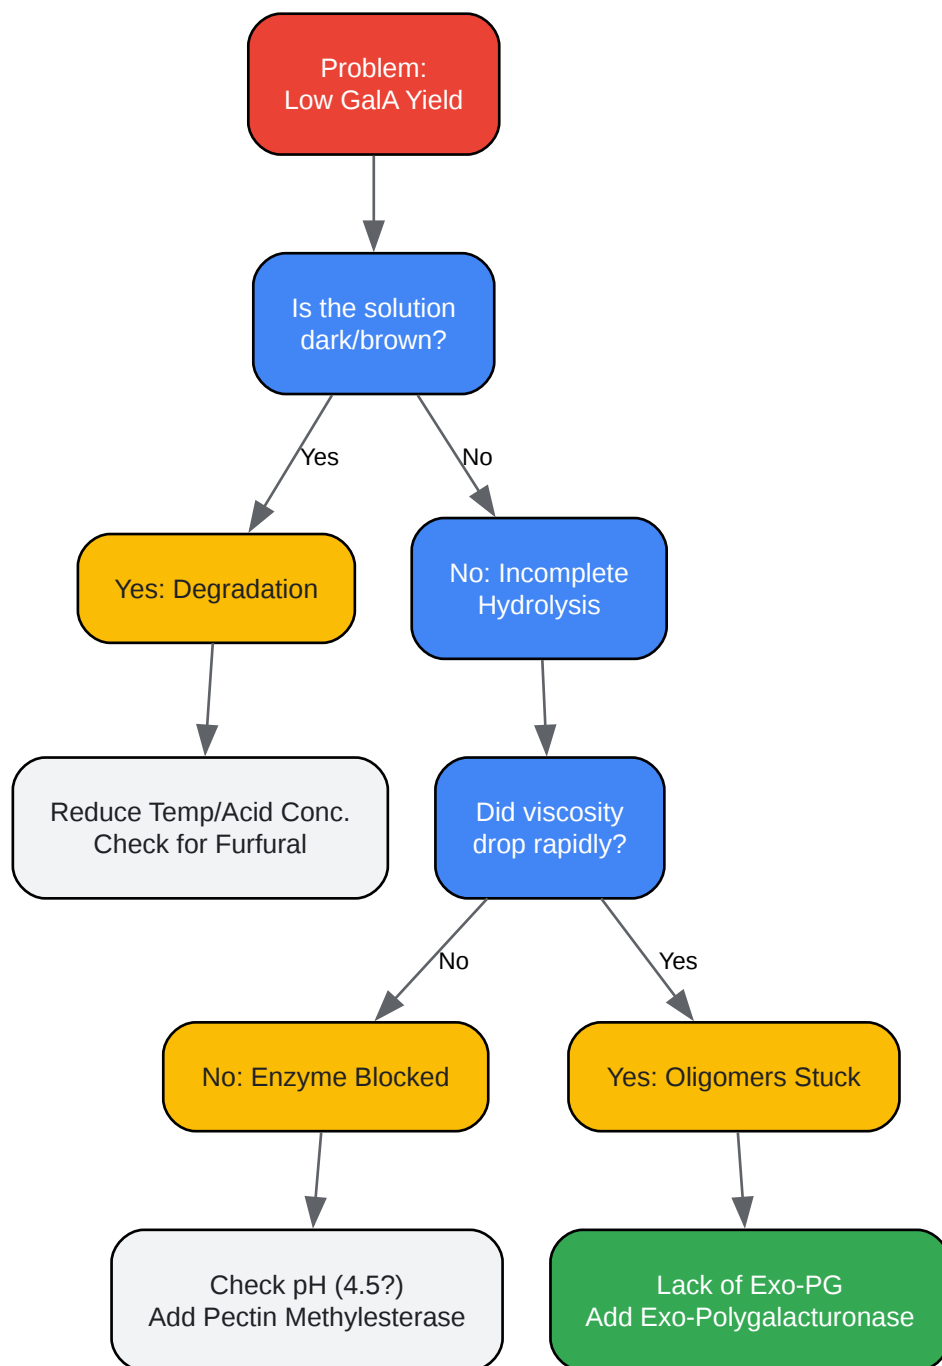 Problem:
Low GalA Yield
Is the solution
dark/brown?
Yes
No
Yes: Degradation
No: Incomplete
Hydrolysis
Reduce Temp/Acid Conc.
Check for Furfural
Did viscosity
drop rapidly?
No
Yes
No: Enzyme Blocked
Yes: Oligomers Stuck
Check pH (4.5?)
Add Pectin Methylesterase
Lack of Exo-PG
Add Exo-Polygalacturonase